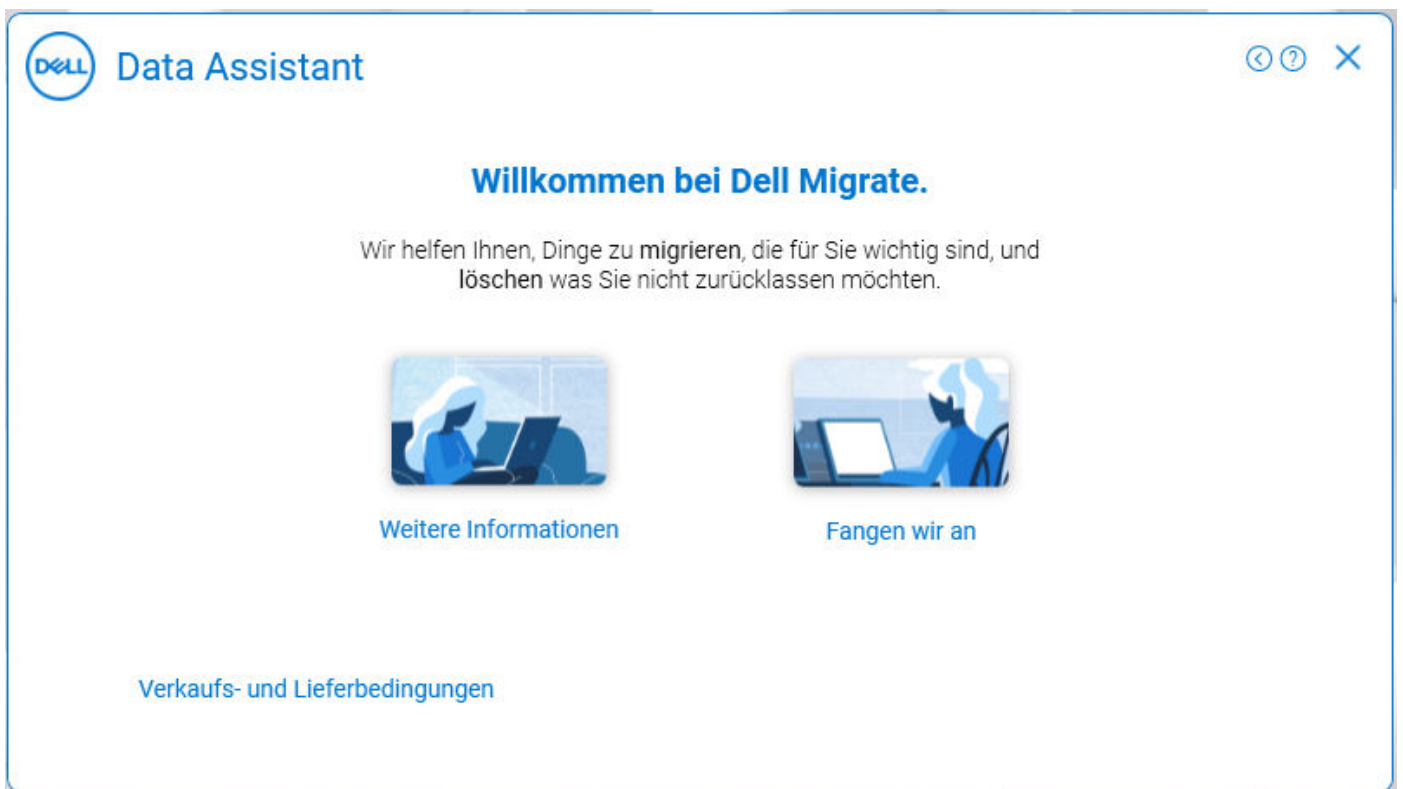 DELL Data Assistant
Willkommen bei Dell Migrate.
Wir helfen Ihnen, Dinge zu migrieren, die für Sie wichtig sind, und
löschen was Sie nicht zurücklassen möchten.
Weitere Informationen
Fangen wir an
Verkaufs- und Lieferbedingungen